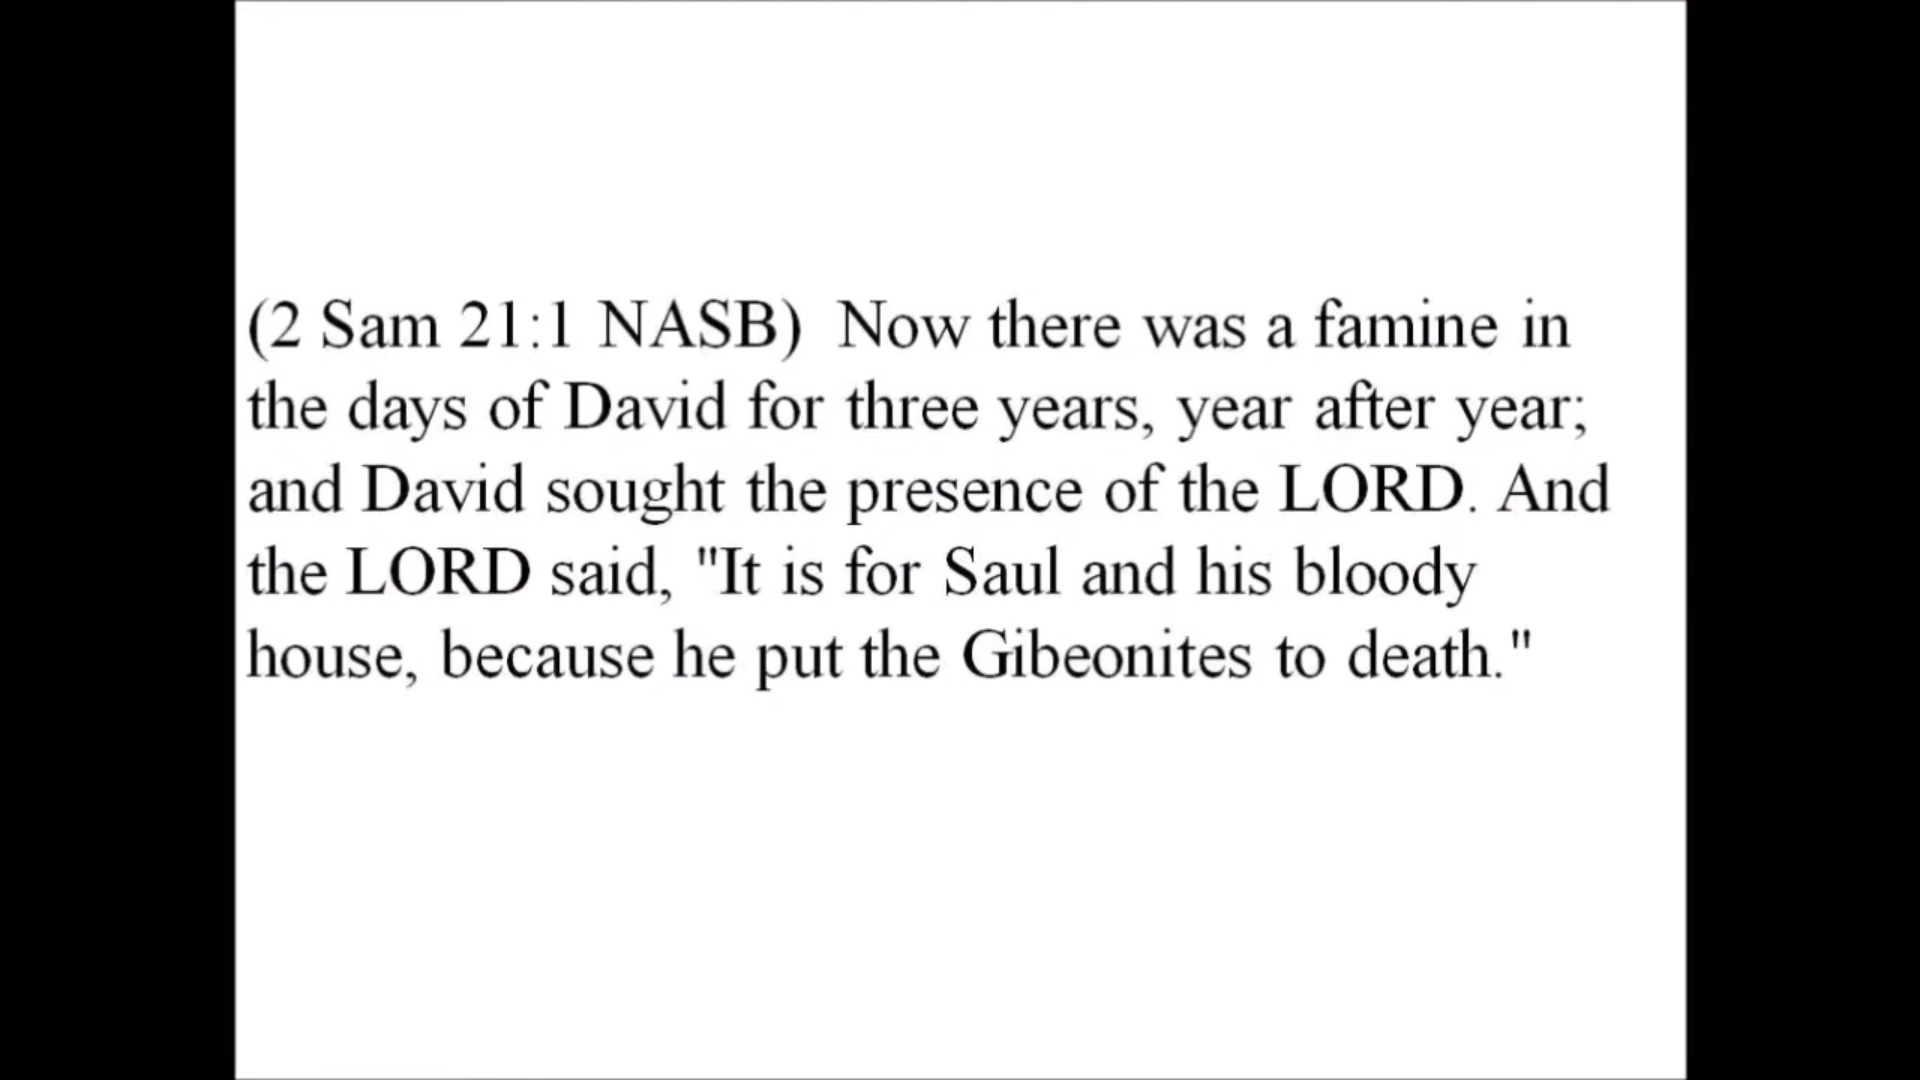 (2 Sam 21:1 NASB)  Now there was a famine in
the days of David for three years, year after year;
and David sought the presence of the LORD. And
the LORD said, "It is for Saul and his bloody
house, because he put the Gibeonites to death."